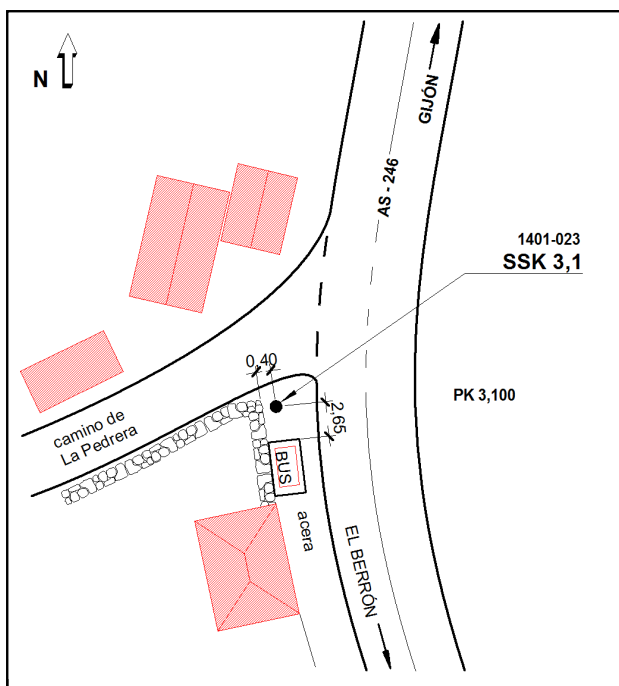 N
GIJÓN
AS - 246
1401-023
SSK 3,1
0,40
2,65
PK 3,100
camino de
La Pedrera
BUS
acera
EL BERRÓN